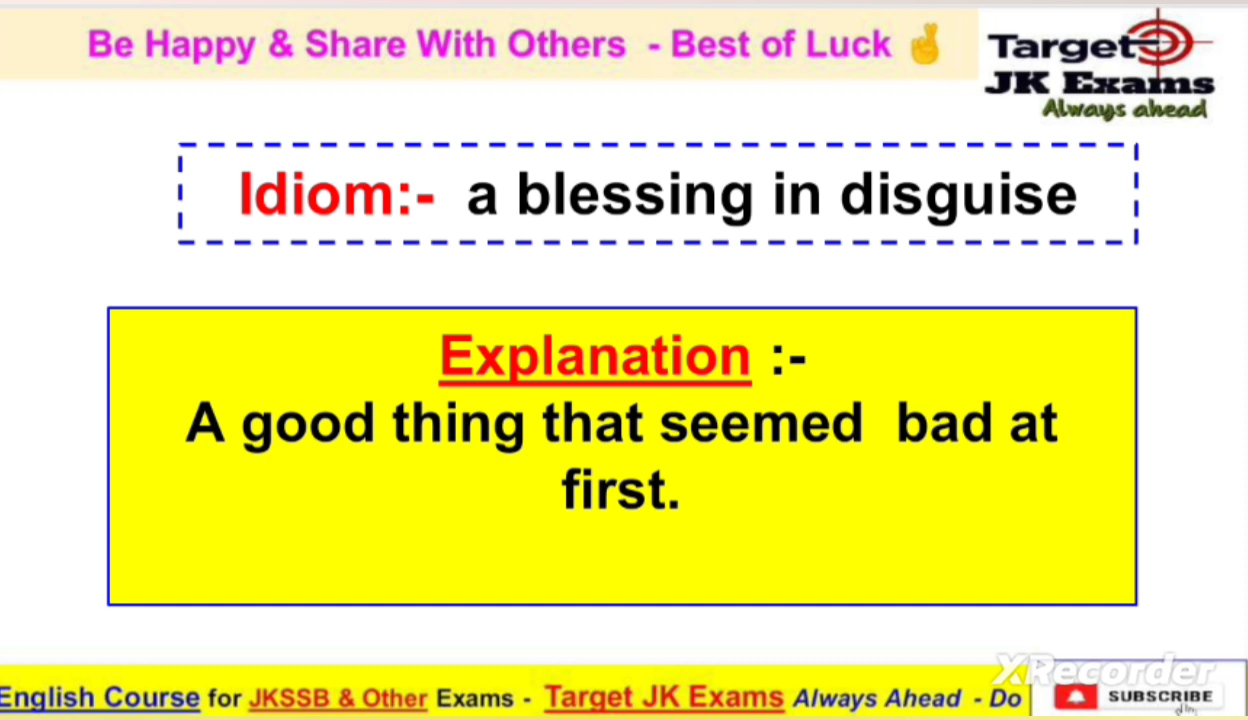 Be Happy & Share With Others - Best of Luck 🤞
Target
JK Exams
Always ahead
Idiom:- a blessing in disguise
Explanation :-
A good thing that seemed bad at
first.
XRecorder
English Course for JKSSB & Other Exams - Target JK Exams Always Ahead - Do
SUBSCRIBE